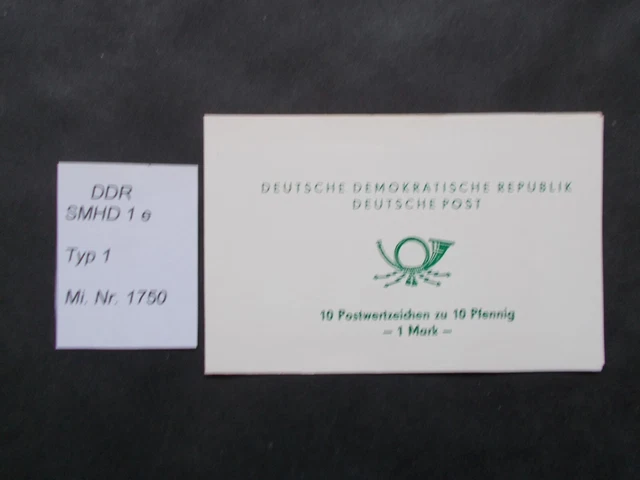 DDR
SMHD 1 e
Typ 1
Mi. Nr. 1750
DEUTSCHE DEMOKRATISCHE REPUBLIK
DEUTSCHE POST
10 Postwertzeichen zu 10 Pfennig
– 1 Mark –